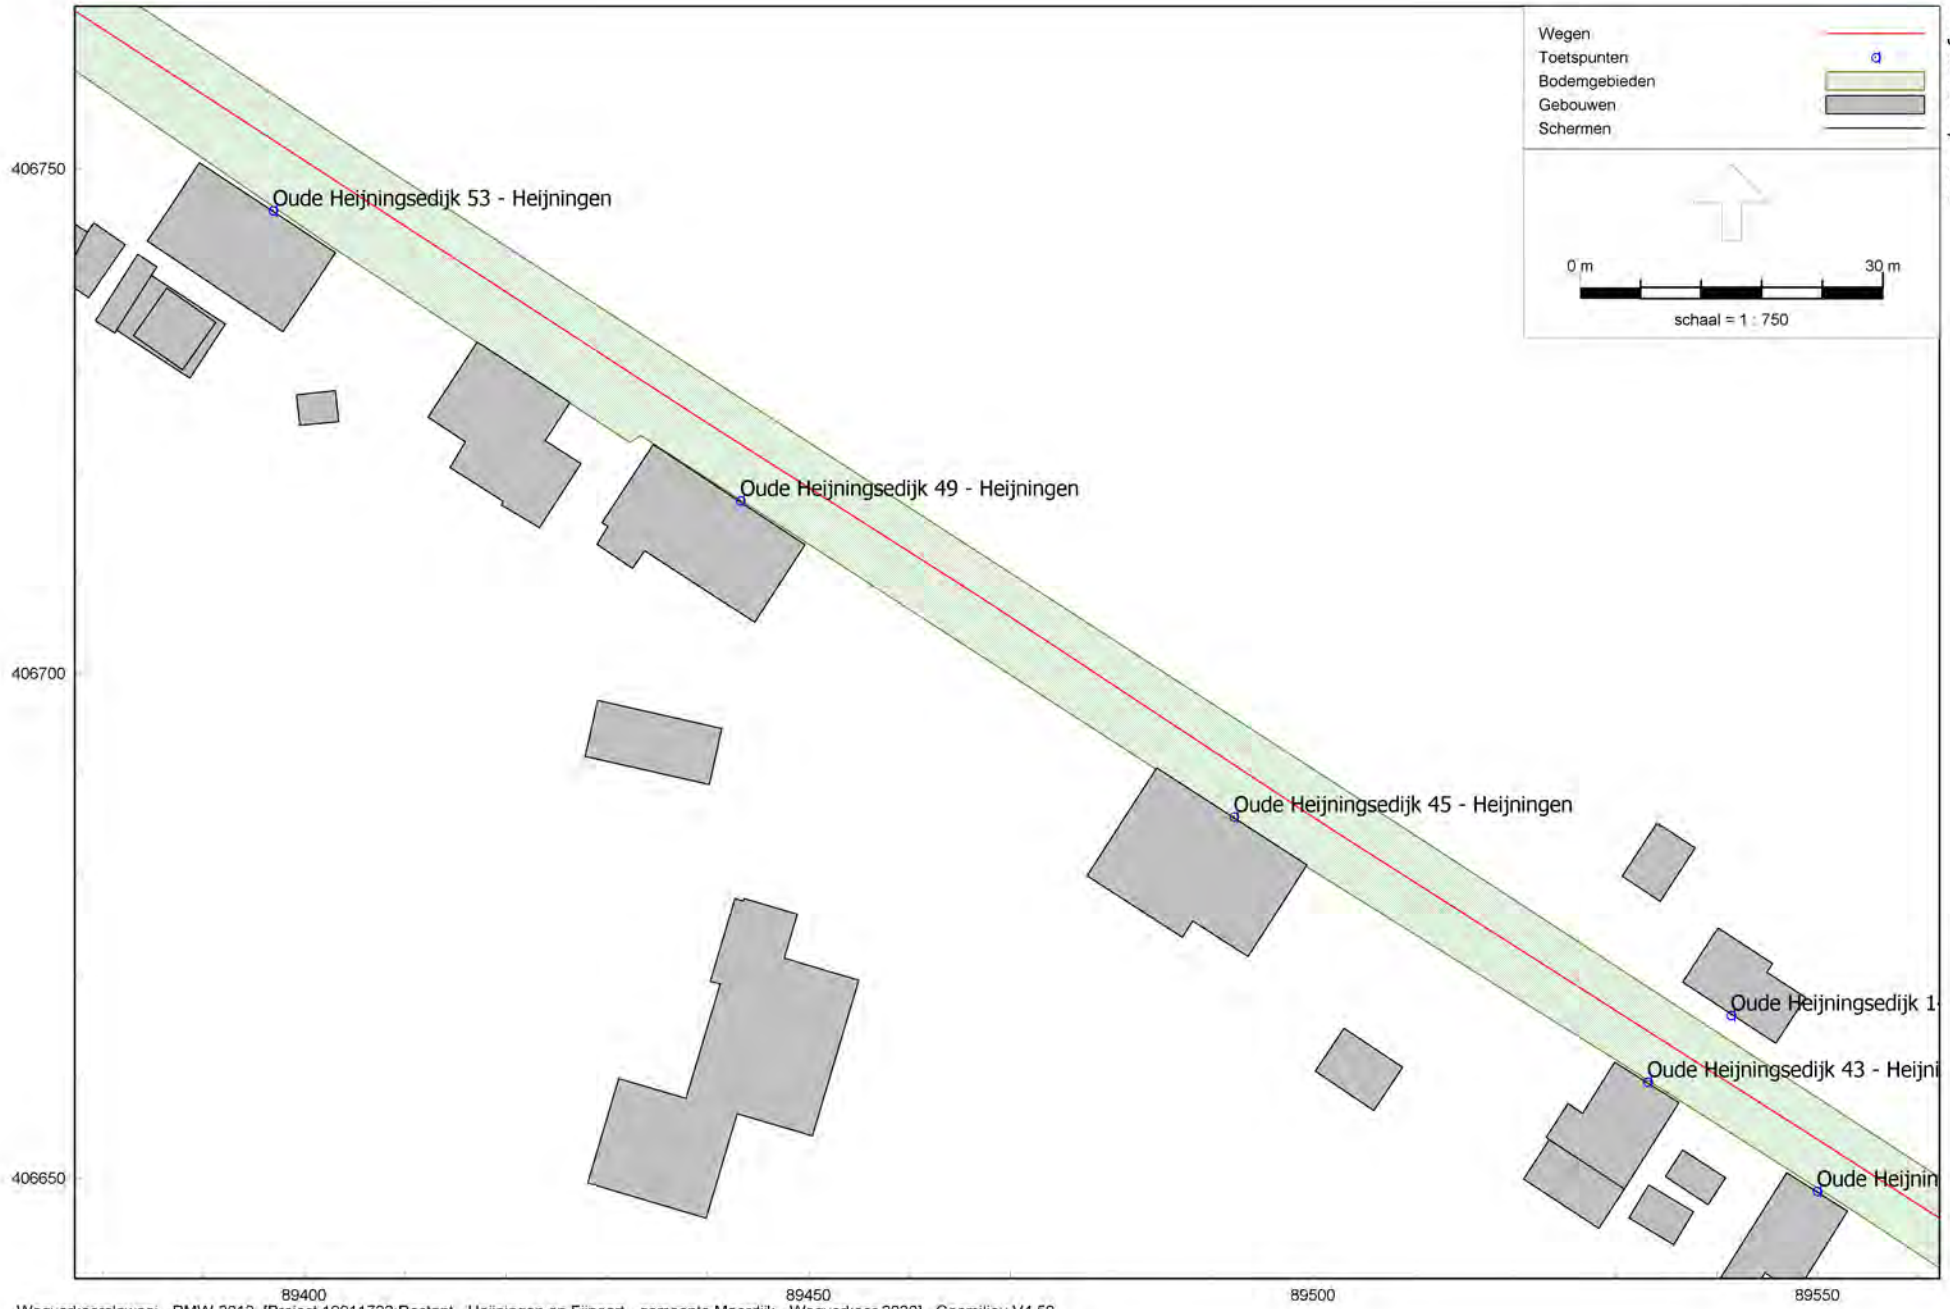 Wegen
Toetspunten
Bodemgebieden
Gebouwen
Schermen
0 m 30 m
schaal = 1 : 750
406750
Oude Heijningsedijk 53 - Heijningen
Oude Heijningsedijk 49 - Heijningen
406700
Oude Heijningsedijk 45 - Heijningen
Oude Heijningsedijk 1
Oude Heijningsedijk 43 - Heijni
406650
Oude Heijnin
89400 89450 89500 89550